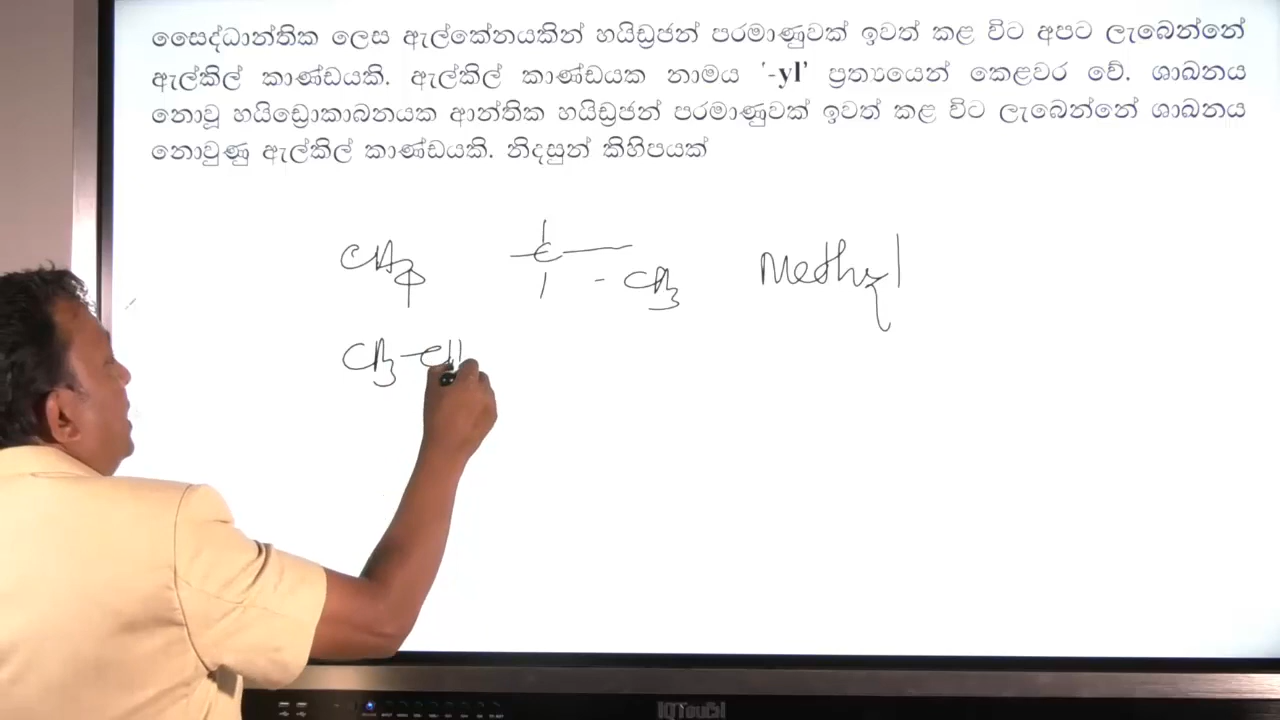 සෛද්ධාන්තික ලෙස ඇල්කේනයකින් හයිඩ්‍රජන් පරමාණුවක් ඉවත් කළ විට අපට ලැබෙන්නේ
ඇල්කිල් කාණ්ඩයකි. ඇල්කිල් කාණ්ඩයක නාමය '-yl' ප්‍රත්‍යයෙන් කෙළවර වේ. ශාඛනය
නොවූ හයිඩ්‍රොකාබනයක ආන්තික හයිඩ්‍රජන් පරමාණුවක් ඉවත් කළ විට ලැබෙන්නේ ශාඛනය
නොවුණු ඇල්කිල් කාණ්ඩයකි. නිදසුන් කිහිපයක්
C
- CH3 Methyl
CH3-CH
IQTouch